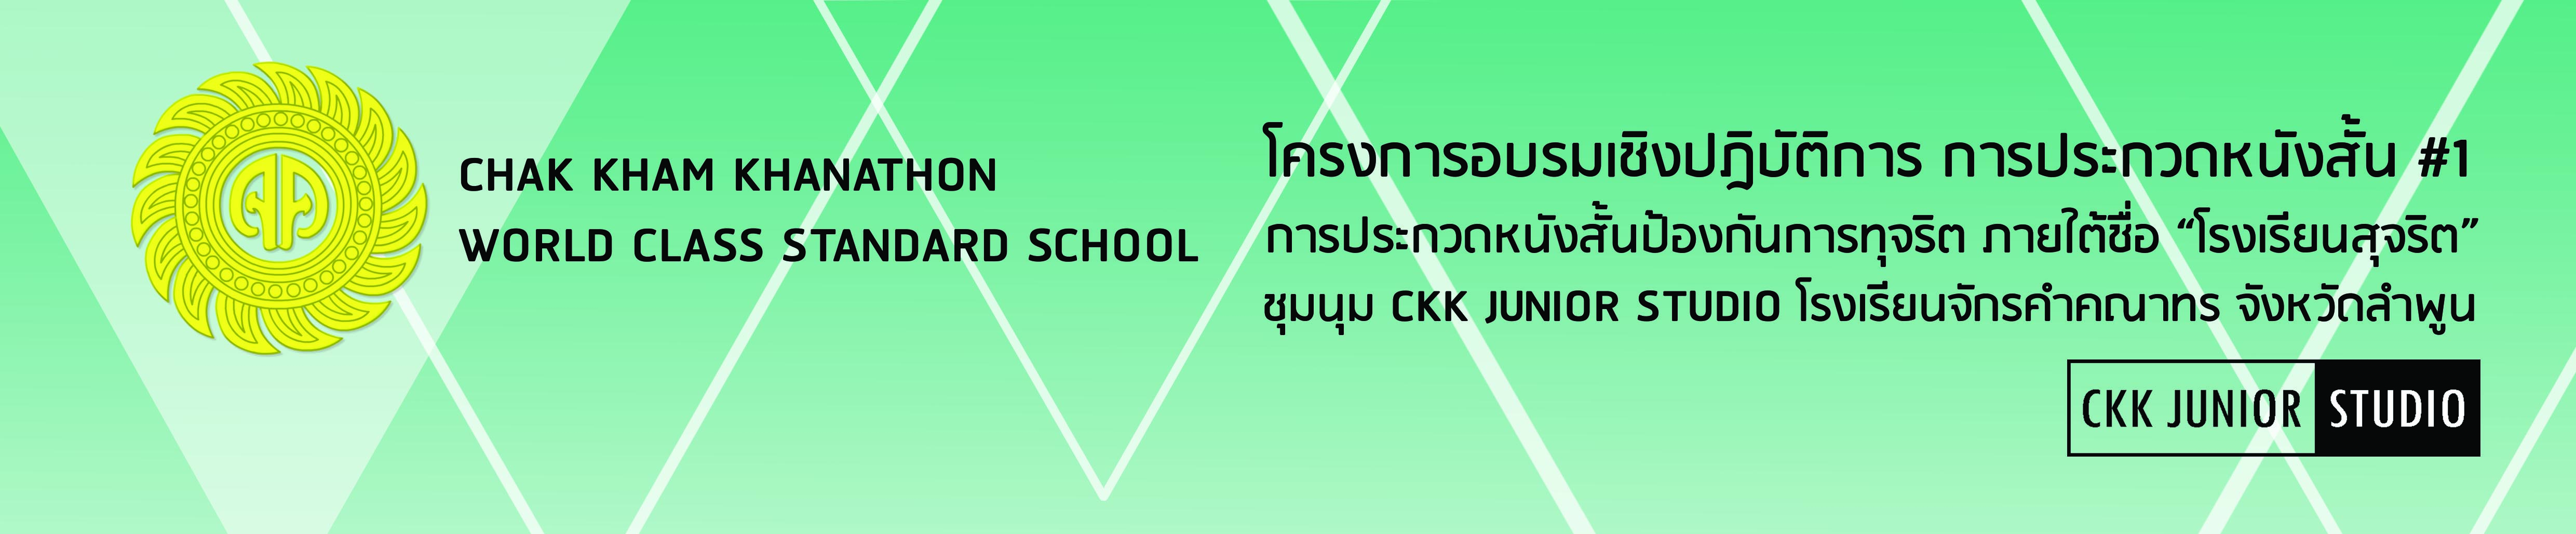 CHAK KHAM KHANATHON
WORLD CLASS STANDARD SCHOOL
โครงการอบรมเชิงปฏิบัติการ การประกวดหนังสั้น #1
การประกวดหนังสั้นป้องกันการทุจริต ภายใต้ชื่อ “โรงเรียนสุจริต”
ชุมนุม CKK JUNIOR STUDIO โรงเรียนจักรคำคณาทร จังหวัดลำพูน
CKK JUNIOR STUDIO